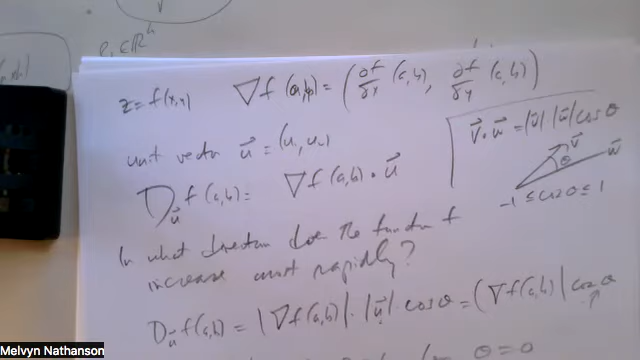 P, ∈ ℝ⁴
z = f(x,y) ∇f (a,b) = (∂f/∂x (a,b), ∂f/∂y (a,b))
unit vector u⃗ = (u₁, u₂)
v⃗ · w⃗ = |v⃗| |w⃗| cos θ
v⃗
θ
w⃗
-1 ≤ cos θ ≤ 1
D_u⃗ f(a,b) = ∇f(a,b) · u⃗
In what direction does the function f
increase most rapidly?
D_u⃗ f(a,b) = |∇f(a,b)| · |u⃗| cos θ = |∇f(a,b)| cos θ
θ = 0
Melvyn Nathanson